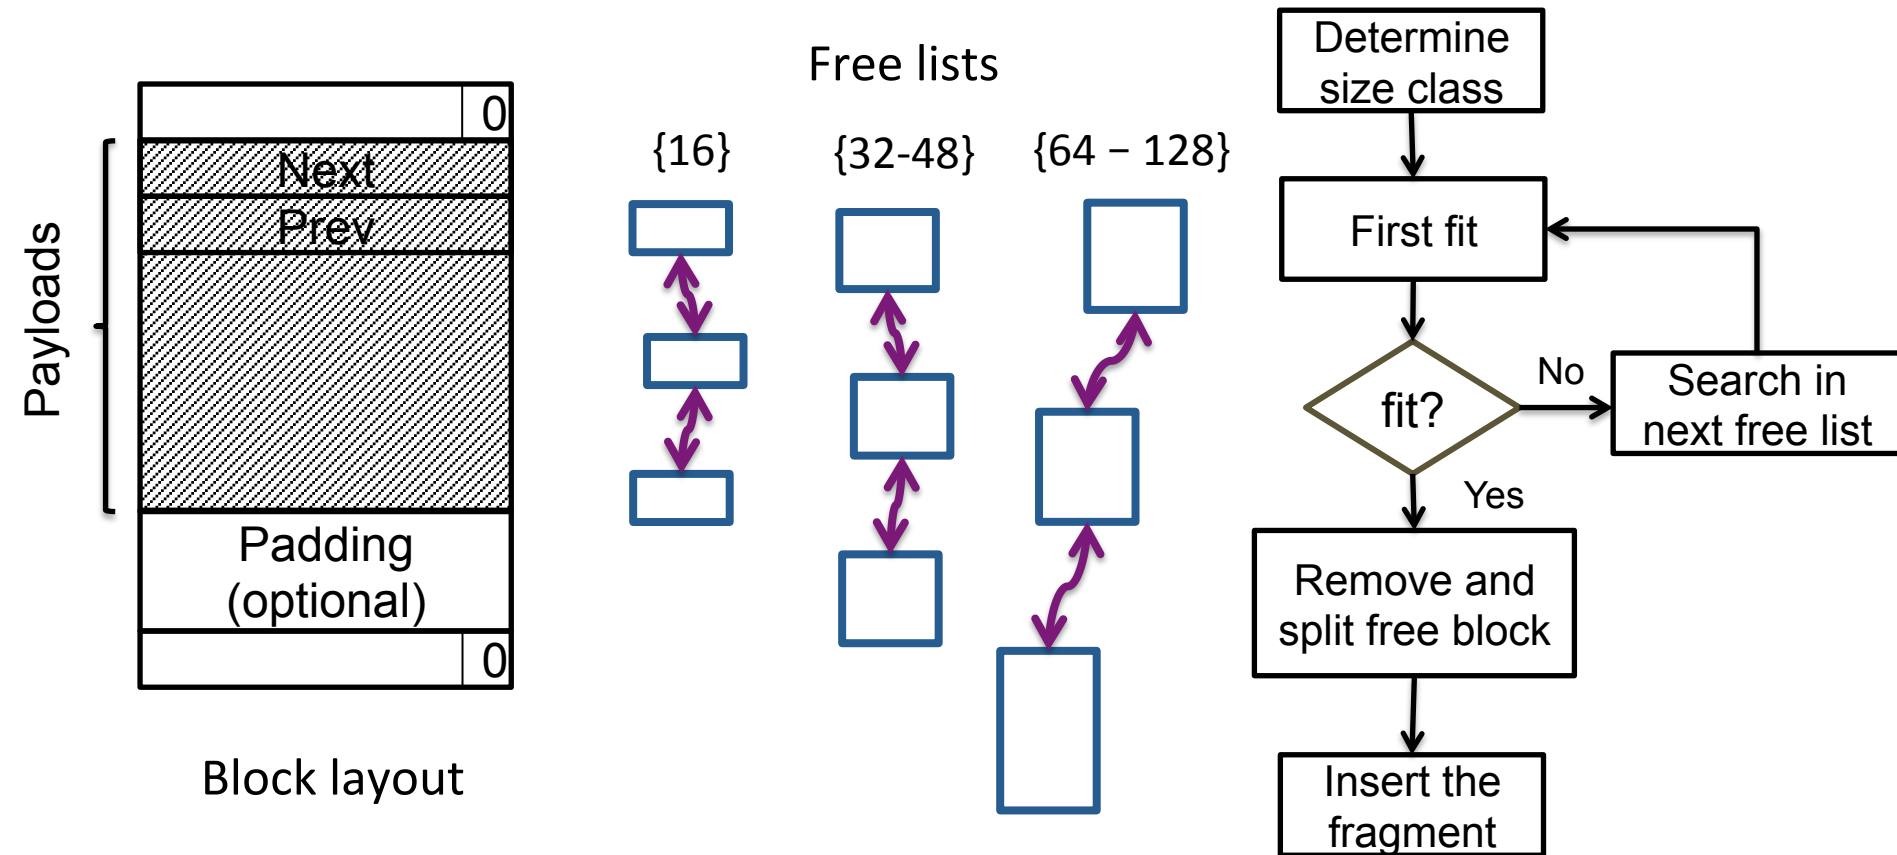 Payloads
0
Next
Prev
Padding
(optional)
0
Block layout
Free lists
{16}
{32-48}
{64 – 128}
Determine
size class
First fit
fit?
No
Search in
next free list
Yes
Remove and
split free block
Insert the
fragment